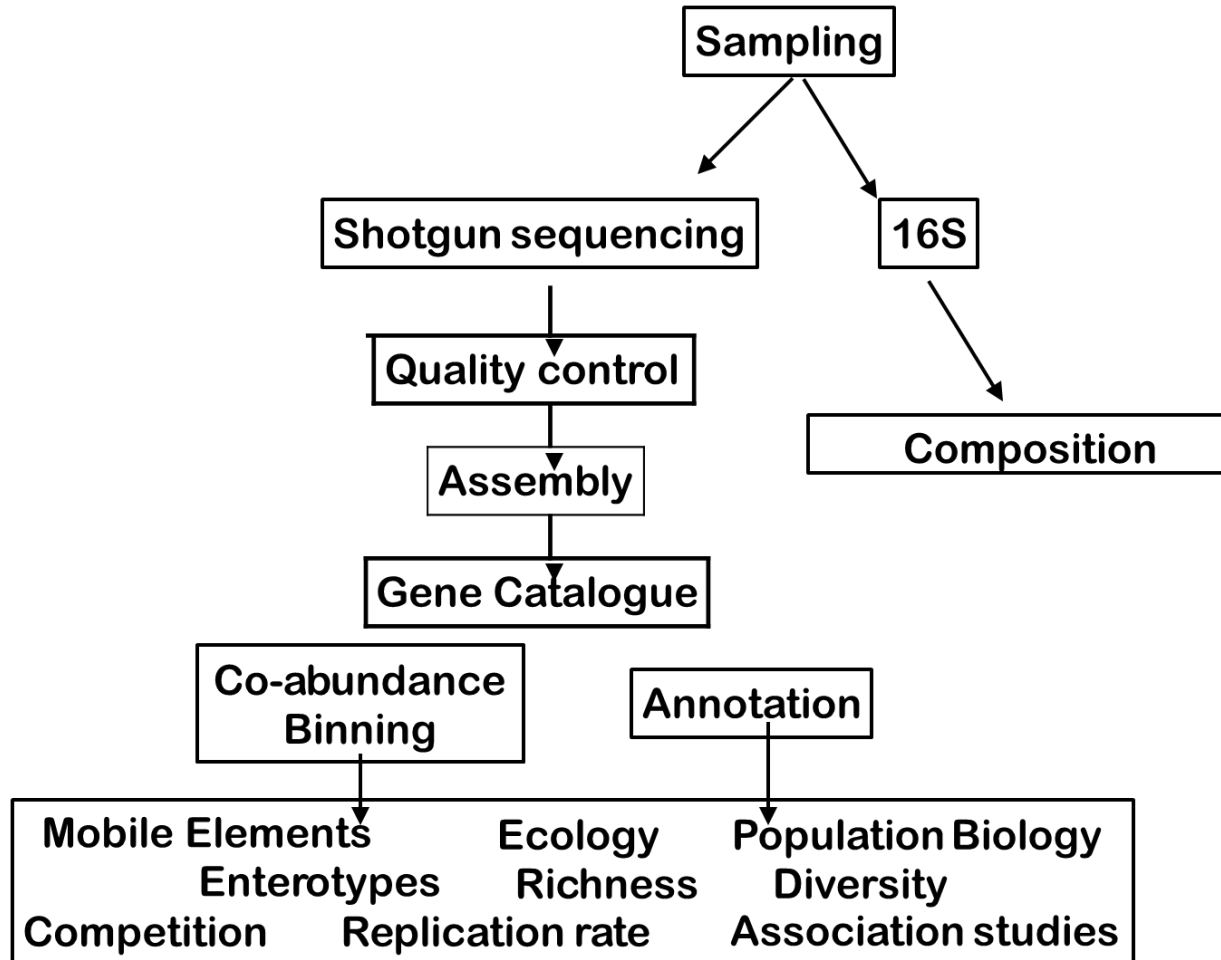 Sampling
Shotgun sequencing
16S
Quality control
Composition
Assembly
Gene Catalogue
Co-abundance
Binning
Annotation
Mobile Elements Ecology Population Biology
Enterotypes Richness Diversity
Competition Replication rate Association studies